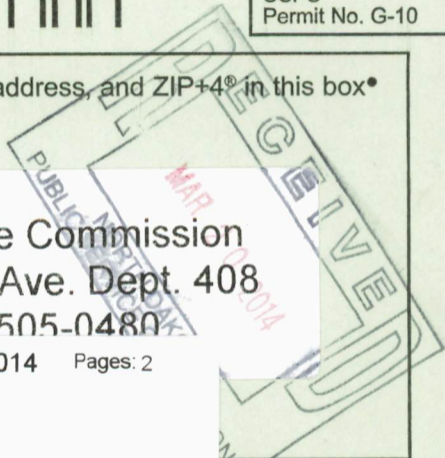 Permit No. G-10
address, and ZIP+4® in this box•
e Commission
Ave. Dept. 408
505-0480
014 Pages: 2
RECEIVED
MAR 2014
PUBLIC